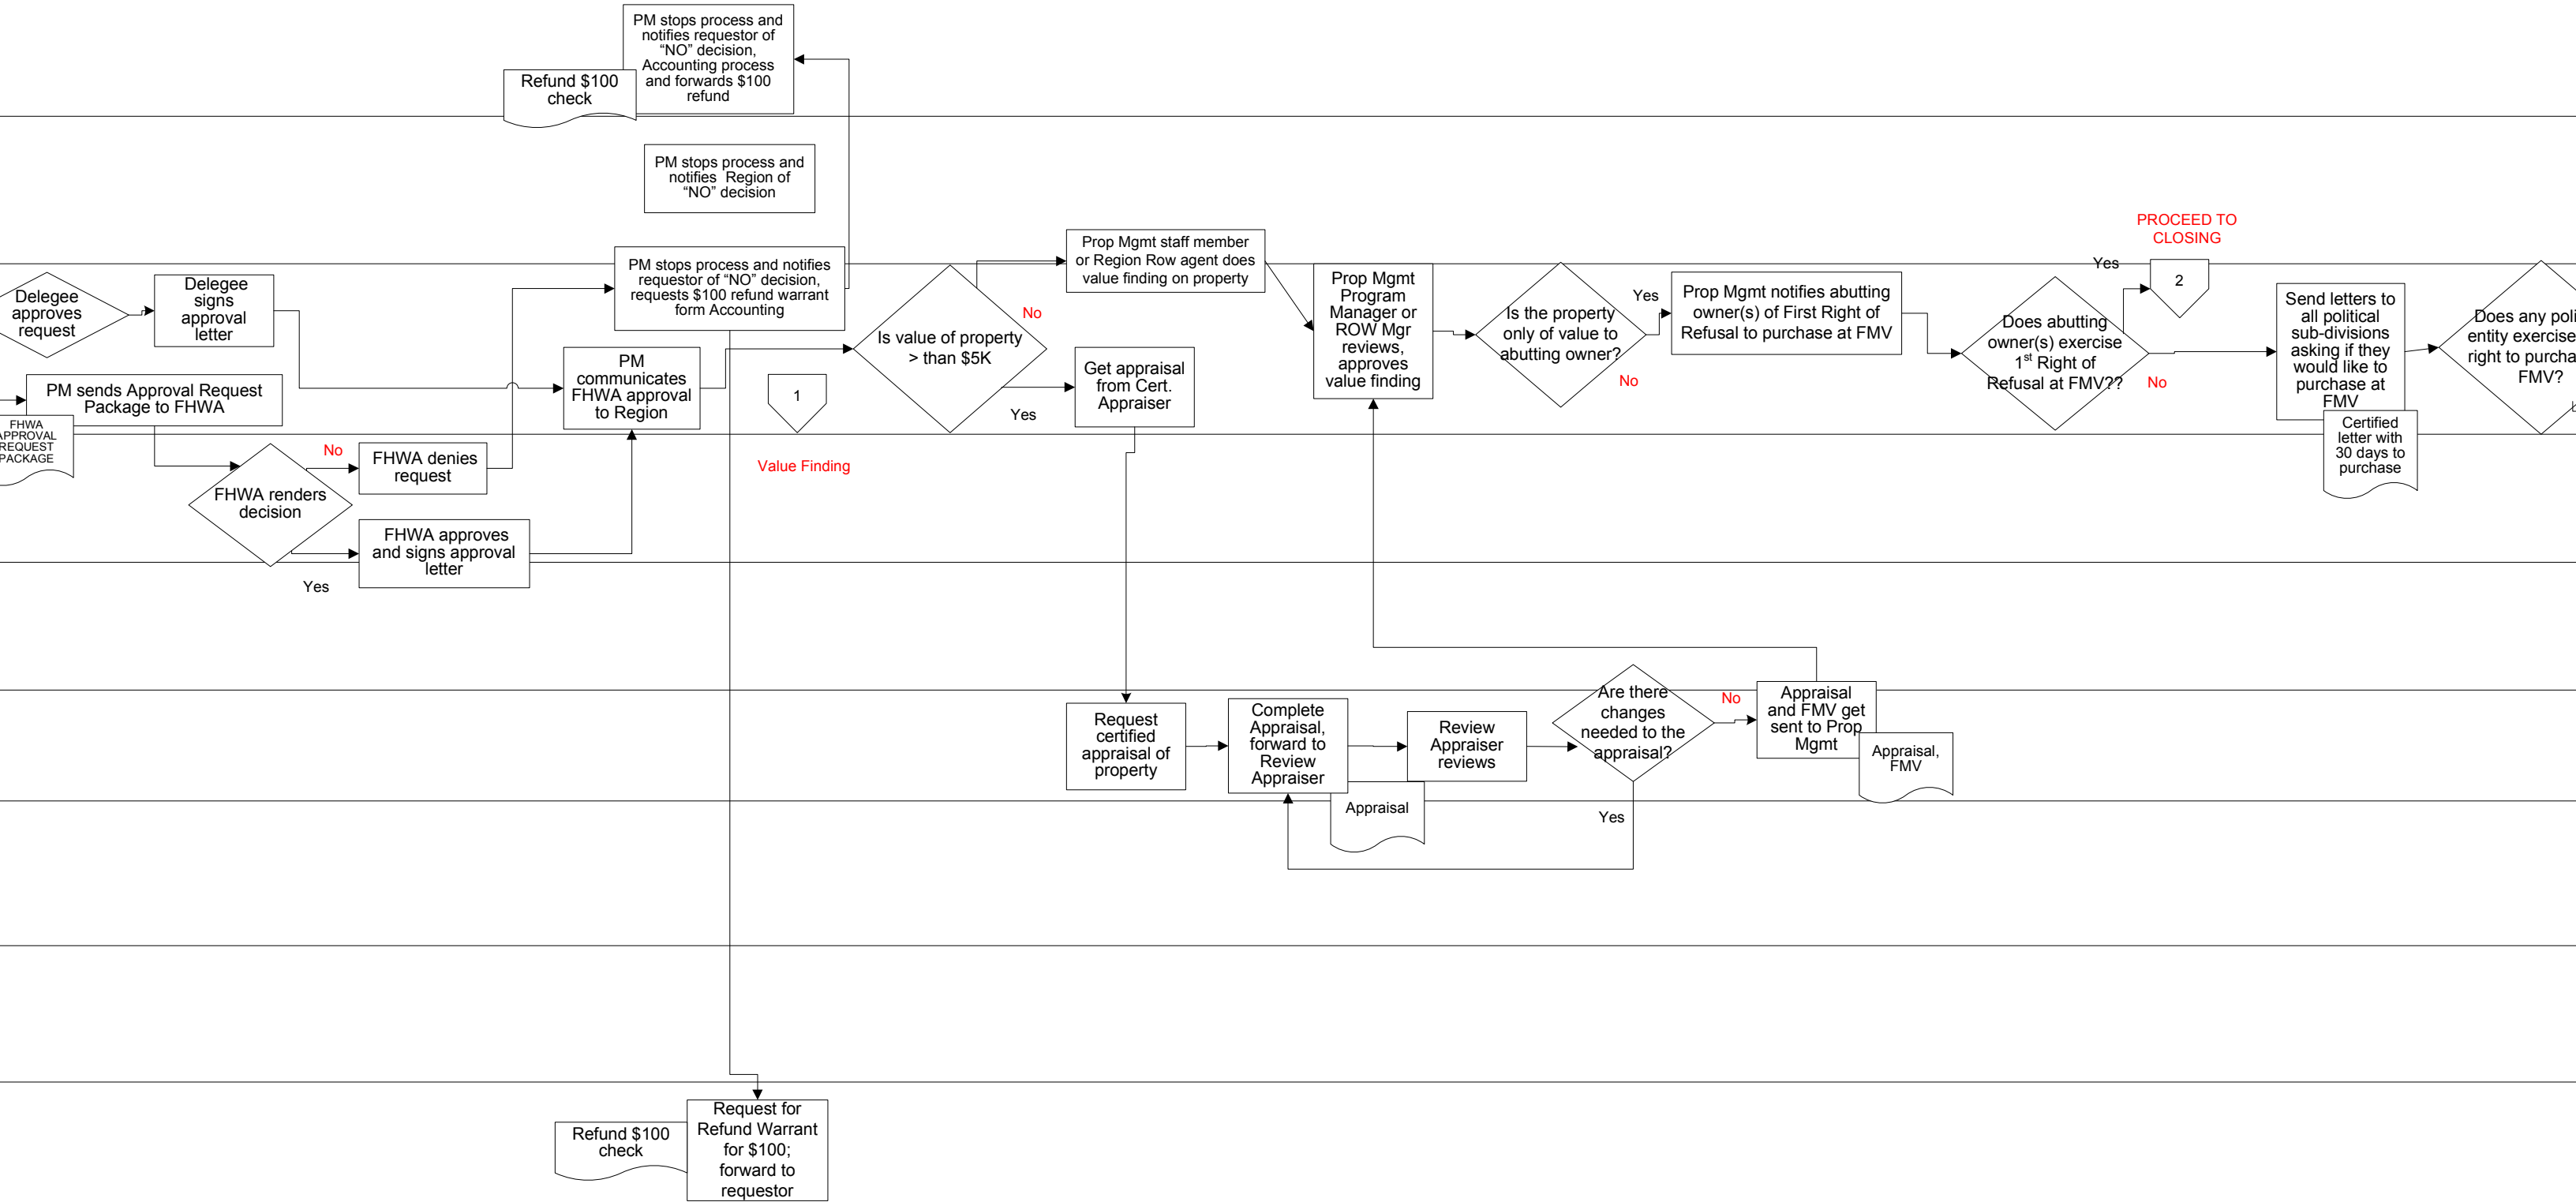 PM stops process and
notifies requestor of
“NO” decision,
Accounting process
and forwards $100
refund
Refund $100
check
PM stops process and
notifies Region of
“NO” decision
PM stops process and notifies
requestor of “NO” decision,
requests $100 refund warrant
form Accounting
Delegee
approves
request
Delegee
signs
approval
letter
PM sends Approval Request
Package to FHWA
FHWA
APPROVAL
REQUEST
PACKAGE
FHWA renders
decision
No
FHWA denies
request
Yes
FHWA approves
and signs approval
letter
PM
communicates
FHWA approval
to Region
1
Value Finding
Is value of property
> than $5K
No
Yes
Prop Mgmt staff member
or Region Row agent does
value finding on property
Get appraisal
from Cert.
Appraiser
Prop Mgmt
Program
Manager or
ROW Mgr
reviews,
approves
value finding
Is the property
only of value to
abutting owner?
Yes
No
Prop Mgmt notifies abutting
owner(s) of First Right of
Refusal to purchase at FMV
Does abutting
owner(s) exercise
1st Right of
Refusal at FMV??
Yes
No
PROCEED TO
CLOSING
2
Send letters to
all political
sub-divisions
asking if they
would like to
purchase at
FMV
Certified
letter with
30 days to
purchase
Does any poli
entity exercise
right to purcha
FMV?
Request
certified
appraisal of
property
Complete
Appraisal,
forward to
Review
Appraiser
Appraisal
Review
Appraiser
reviews
Are there
changes
needed to the
appraisal?
No
Yes
Appraisal
and FMV get
sent to Prop
Mgmt
Appraisal,
FMV
Refund $100
check
Request for
Refund Warrant
for $100;
forward to
requestor